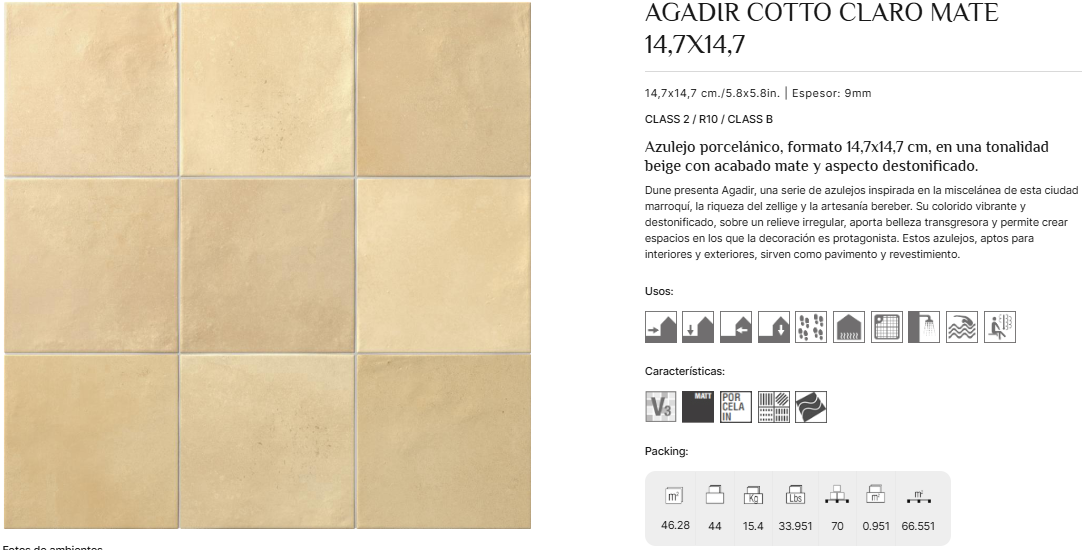 AGADIR COTTO CLARO MATE
14,7X14,7
14,7x14,7 cm./5.8x5.8in. | Espesor: 9mm
CLASS 2 / R10 / CLASS B
Azulejo porcelánico, formato 14,7x14,7 cm, en una tonalidad
beige con acabado mate y aspecto destonificado.
Dune presenta Agadir, una serie de azulejos inspirada en la miscelánea de esta ciudad
marroquí, la riqueza del zellige y la artesanía bereber. Su colorido vibrante y
destonificado, sobre un relieve irregular, aporta belleza transgresora y permite crear
espacios en los que la decoración es protagonista. Estos azulejos, aptos para
interiores y exteriores, sirven como pavimento y revestimiento.
Usos:
Características:
V3
MATT
POR
CELA
IN
Packing:
m² Kg Lbs m² m²
46.28 44 15.4 33.951 70 0.951 66.551
Fotos de ambientes